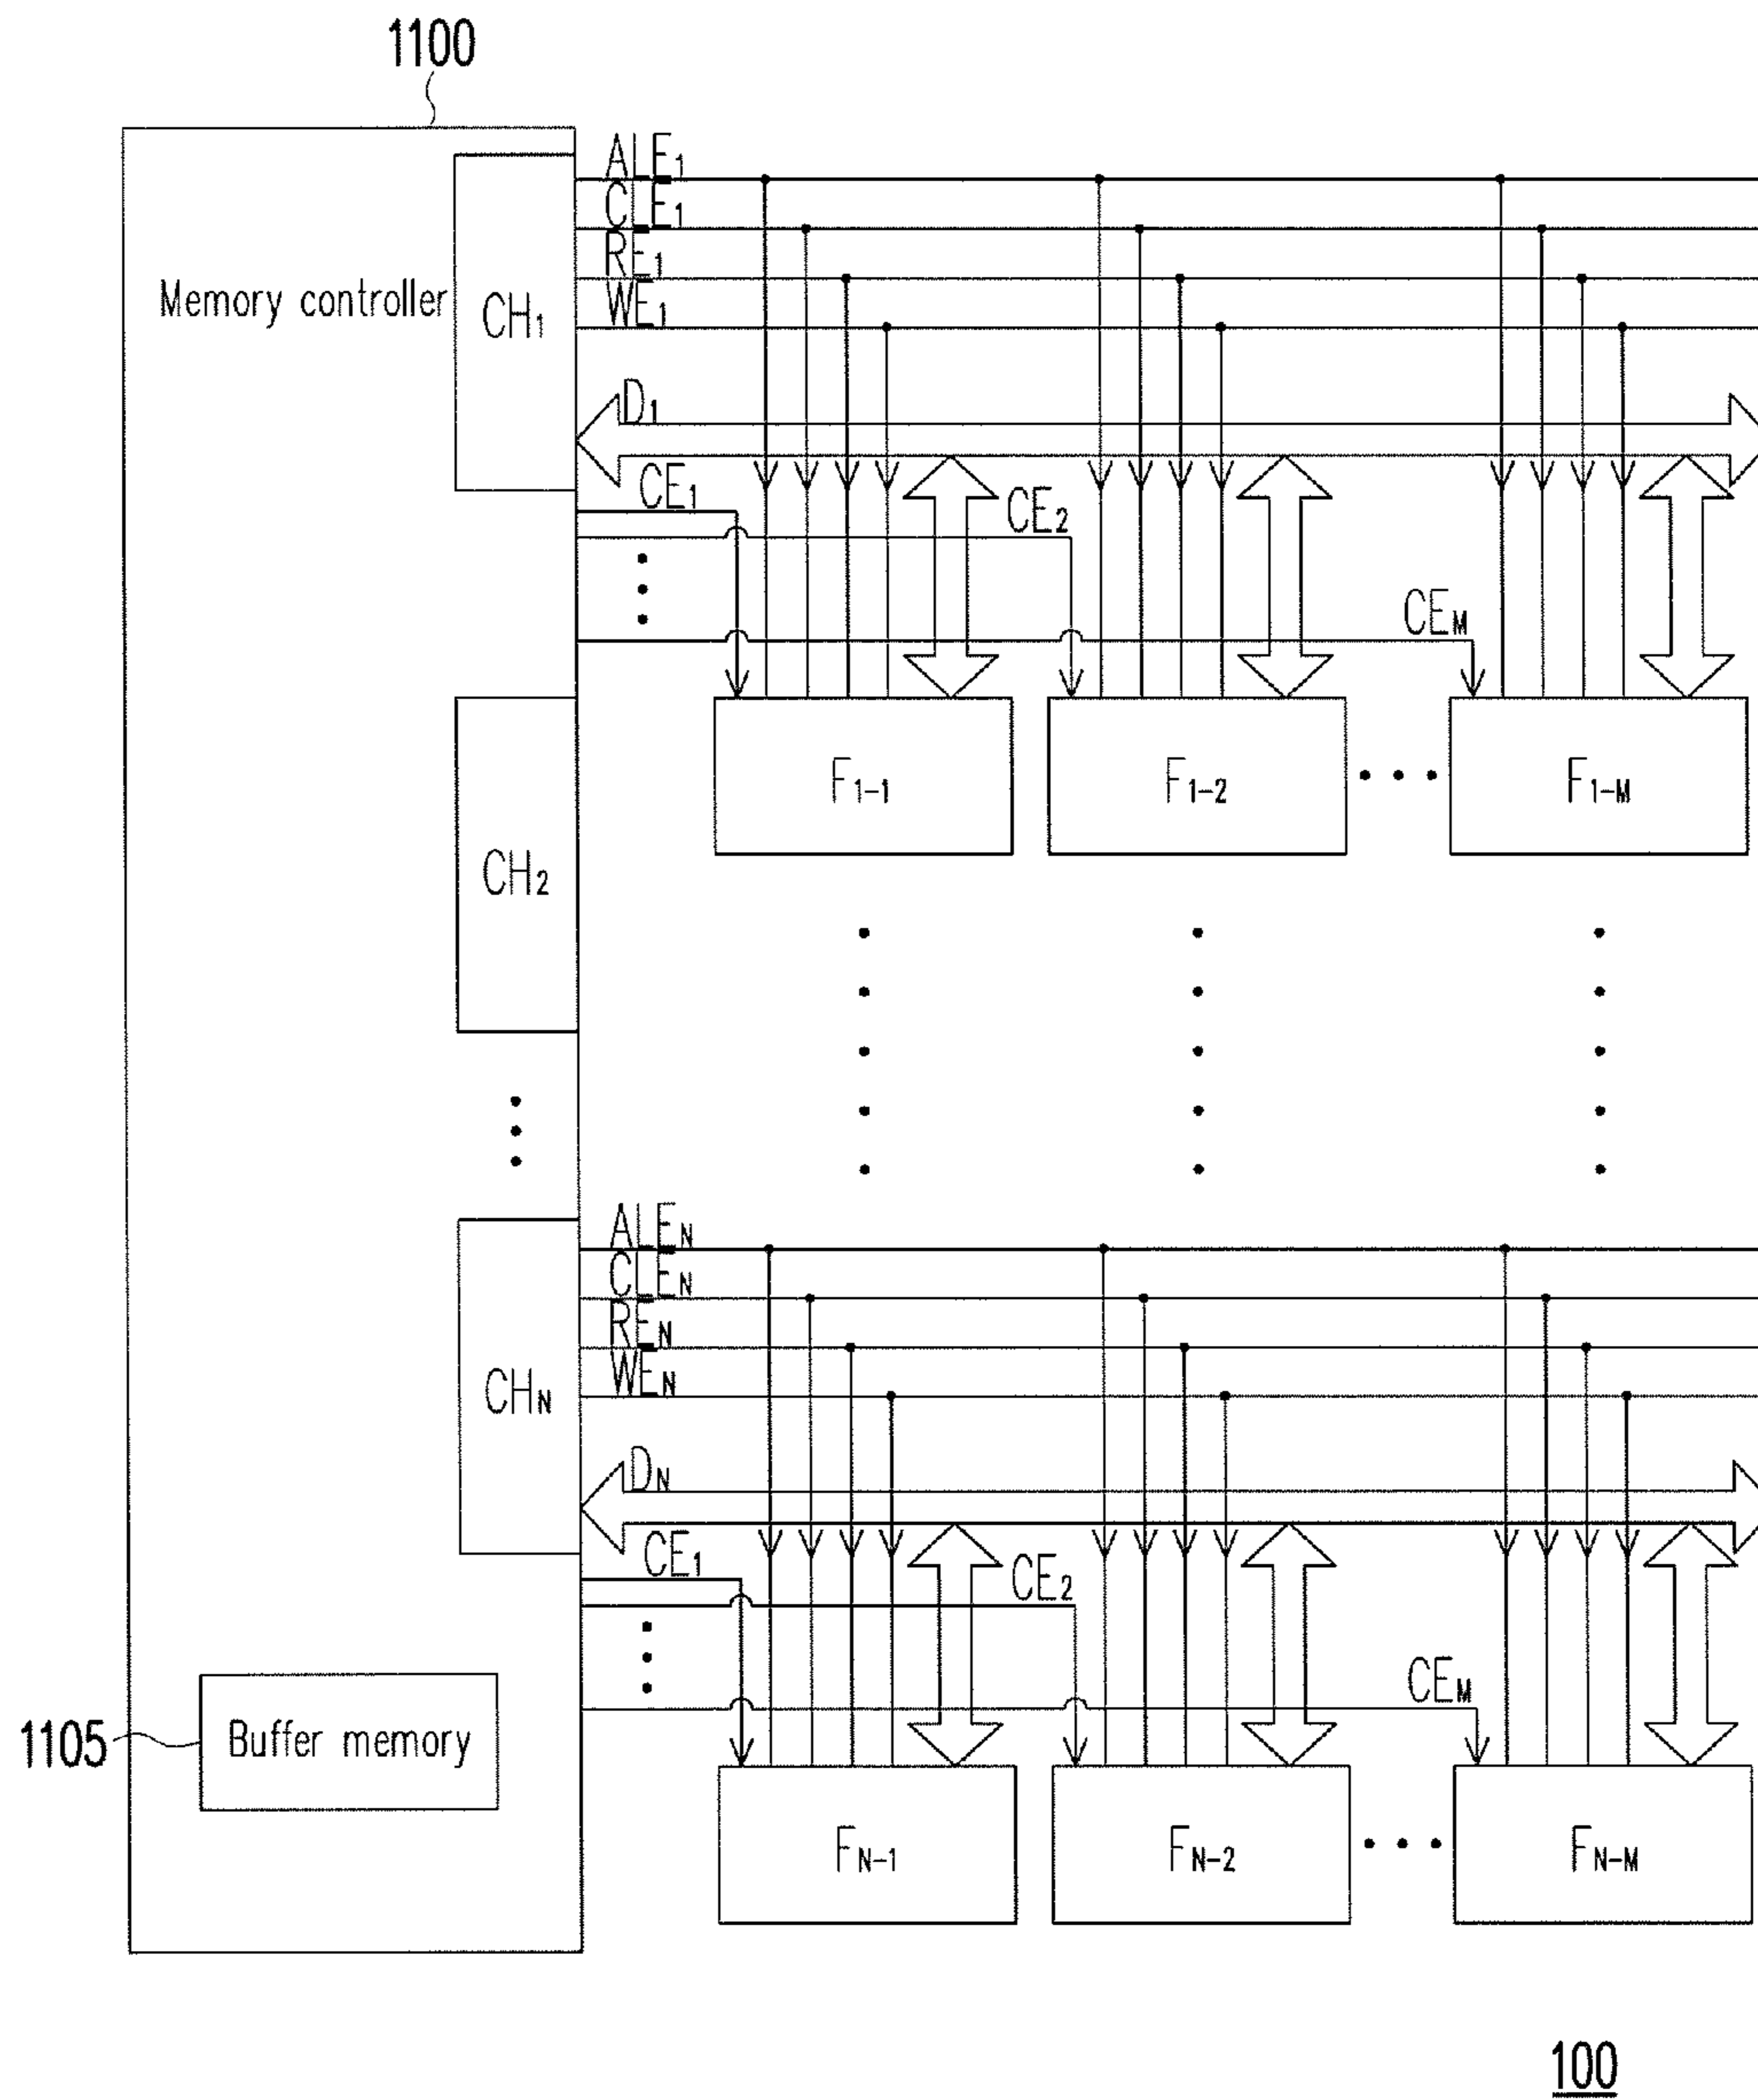 1100
Memory controller
CH₁
ALE₁
CLE₁
RE₁
WE₁
D₁
CE₁
CE₂
CEM
F₁₋₁
F₁₋₂
F₁₋M
CH₂
CHN
ALEN
CLEN
REN
WEN
DN
CE₁
CE₂
CEM
1105
Buffer memory
FN₋₁
FN₋₂
FN₋M
100